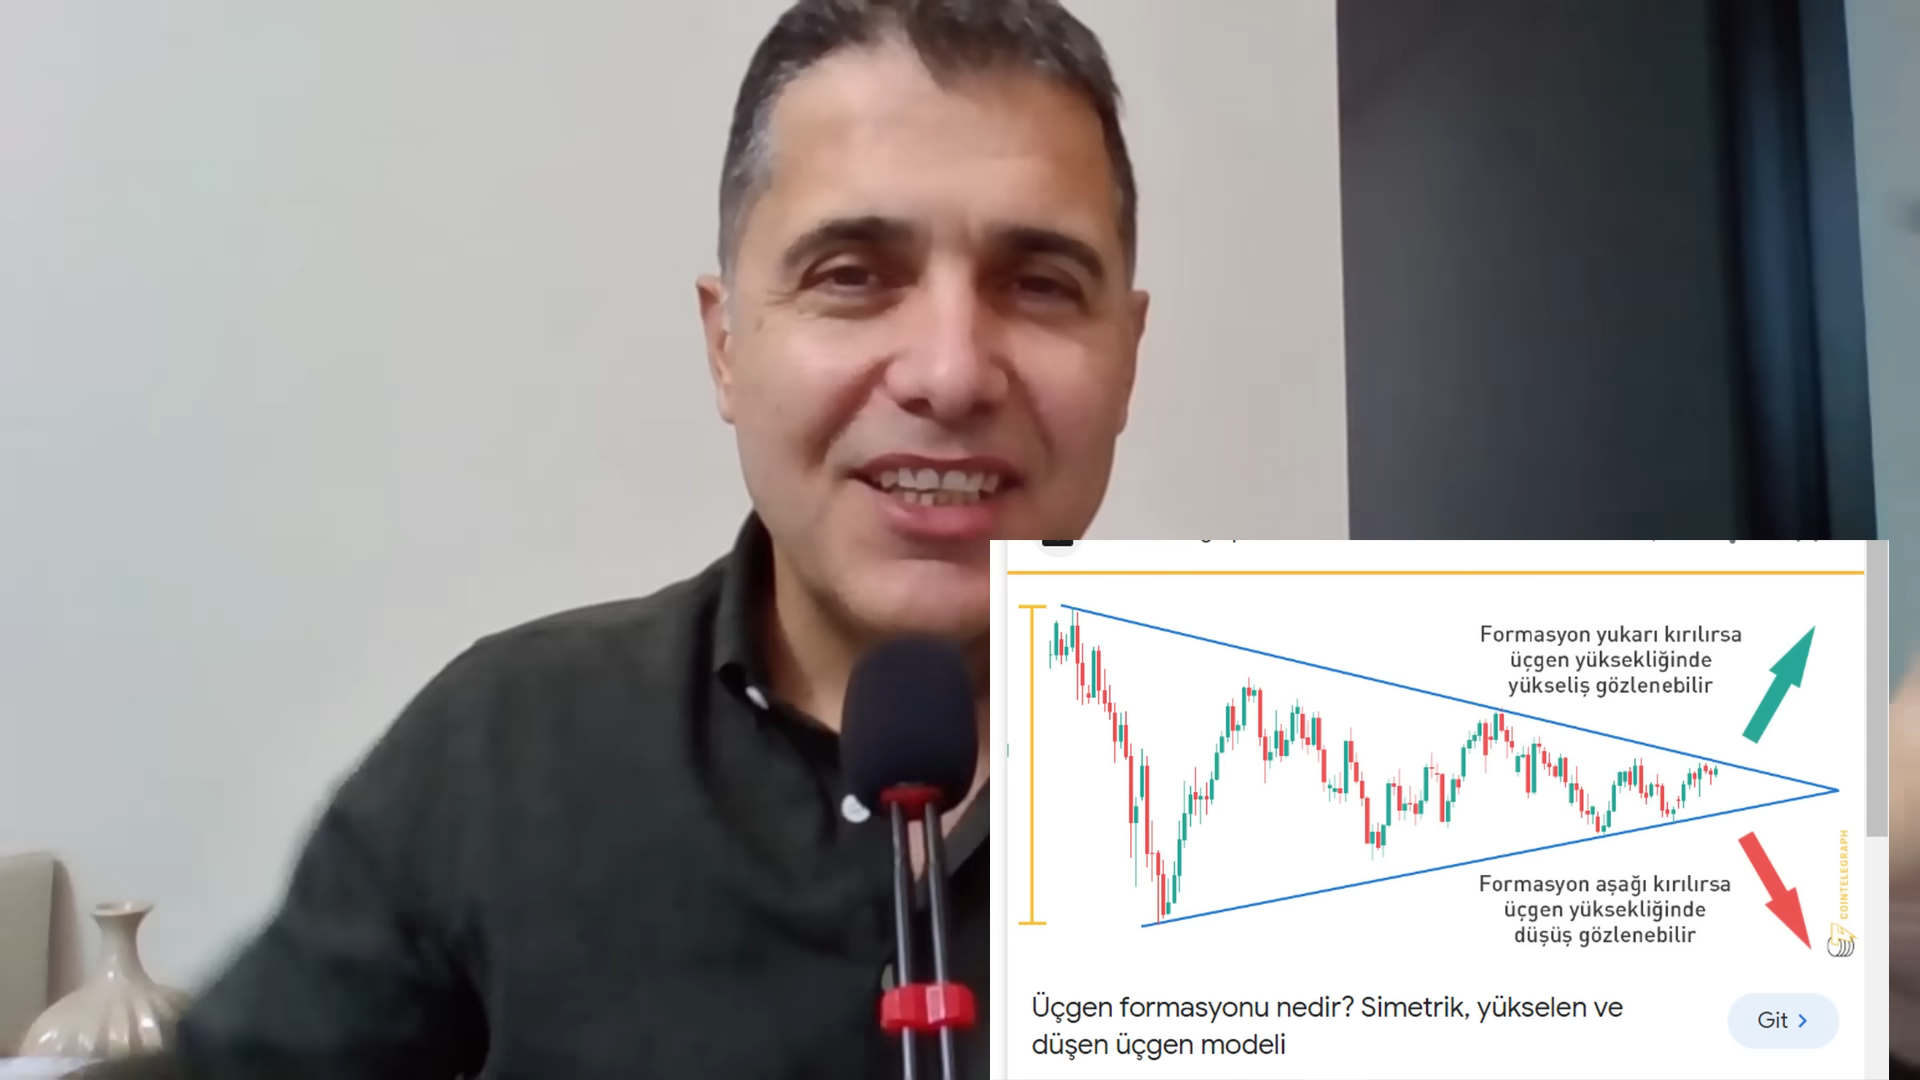 Formasyon yukarı kırılırsa
üçgen yüksekliğinde
yükseliş gözlenebilir
Formasyon aşağı kırılırsa
üçgen yüksekliğinde
düşüş gözlenebilir
COINTELEGRAPH
Üçgen formasyonu nedir? Simetrik, yükselen ve
düşen üçgen modeli
Git